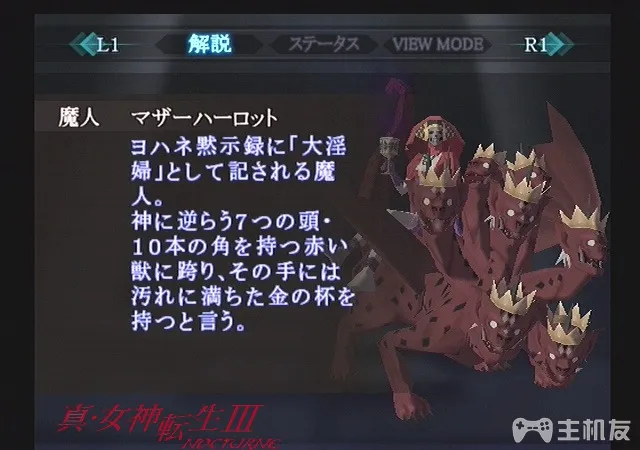 L1 解説 ステータス VIEW MODE R1
魔人 マザーハーロット
ヨハネ黙示録に「大淫
婦」として記される魔
人。
神に逆らう7つの頭・
10本の角を持つ赤い
獣に跨り、その手には
汚れに満ちた金の杯を
持つと言う。
真・女神転生III
NOCTURNE
主机友